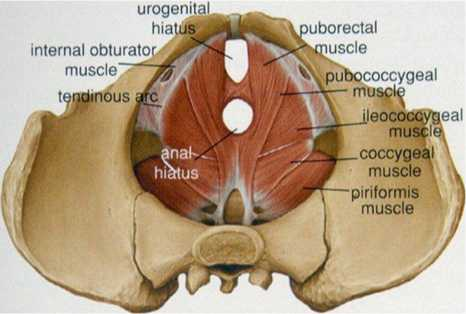 urogenital
hiatus
internal obturator
muscle
tendinous arc
anal
hiatus
puborectal
muscle
pubococcygeal
muscle
ileococcygeal
muscle
coccygeal
muscle
piriformis
muscle